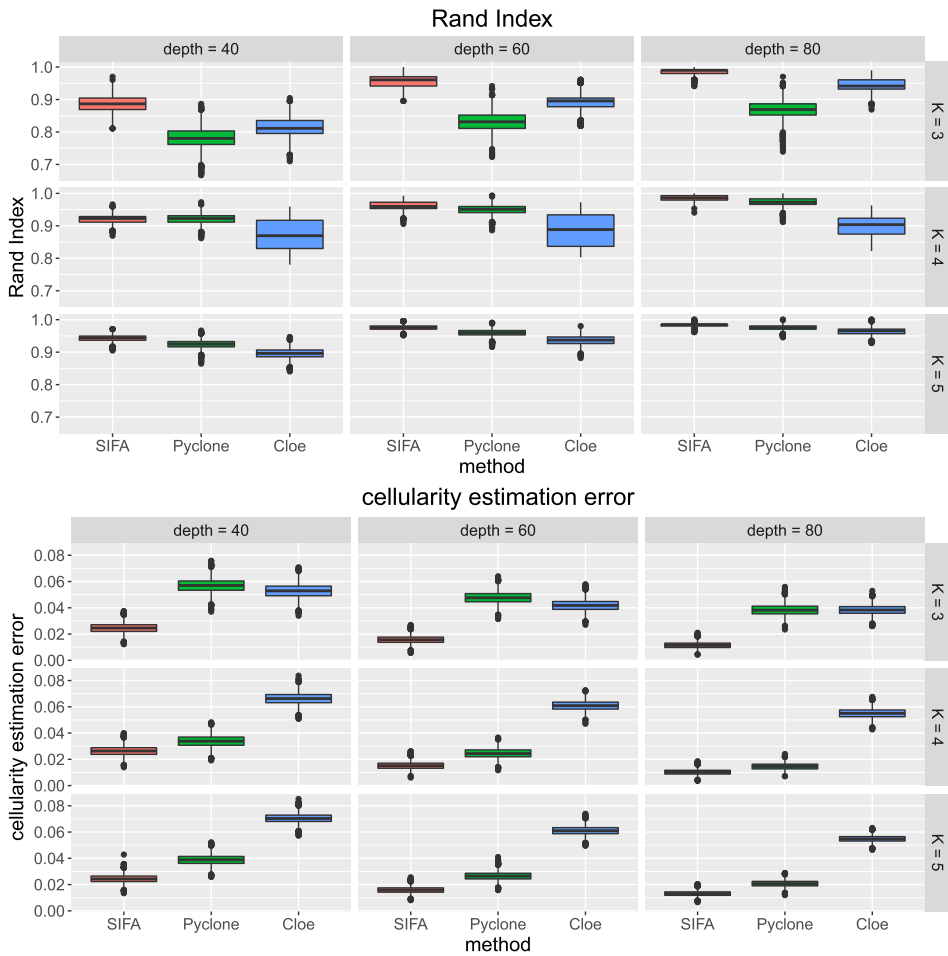 Rand Index
depth = 40 depth = 60 depth = 80
Rand Index
1.0
0.9
0.8
0.7
K = 3
1.0
0.9
0.8
0.7
K = 4
1.0
0.9
0.8
0.7
K = 5
SIFA Pyclone Cloe SIFA Pyclone Cloe SIFA Pyclone Cloe
method
cellularity estimation error
depth = 40 depth = 60 depth = 80
cellularity estimation error
0.08
0.06
0.04
0.02
0.00
K = 3
0.08
0.06
0.04
0.02
0.00
K = 4
0.08
0.06
0.04
0.02
0.00
K = 5
SIFA Pyclone Cloe SIFA Pyclone Cloe SIFA Pyclone Cloe
method